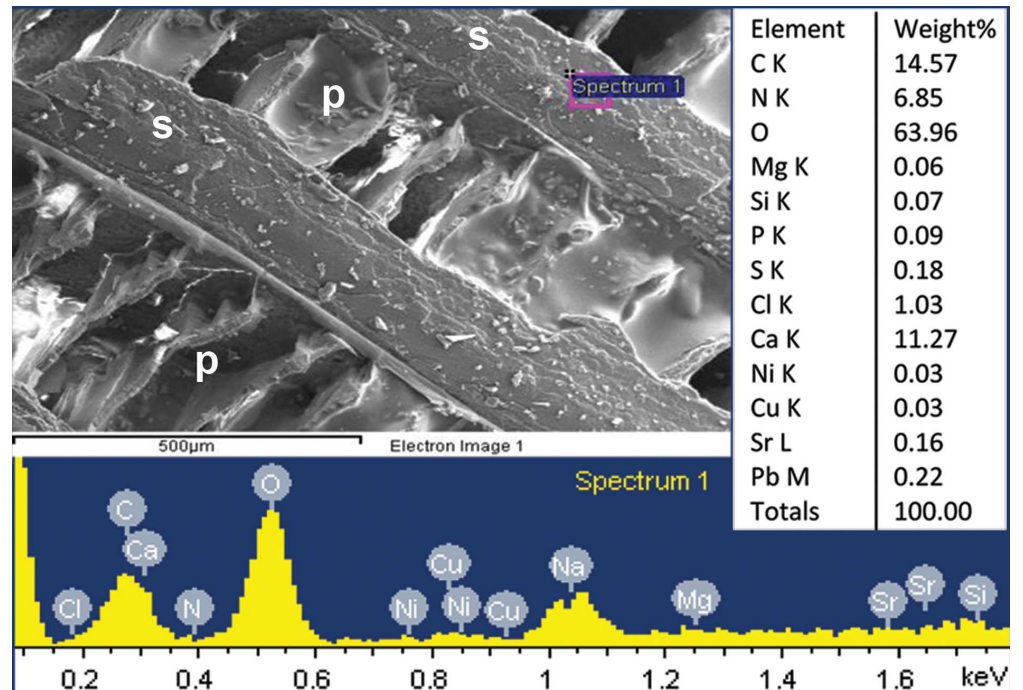 s
Spectrum 1
p
s
p
500µm
Electron Image 1
Element Weight%
C K 14.57
N K 6.85
O 63.96
Mg K 0.06
Si K 0.07
P K 0.09
S K 0.18
Cl K 1.03
Ca K 11.27
Ni K 0.03
Cu K 0.03
Sr L 0.16
Pb M 0.22
Totals 100.00
Spectrum 1
C O
Ca Cu Na Sr
Cl N Ni Ni Cu Mg Sr Si
0.2 0.4 0.6 0.8 1 1.2 1.4 1.6 keV